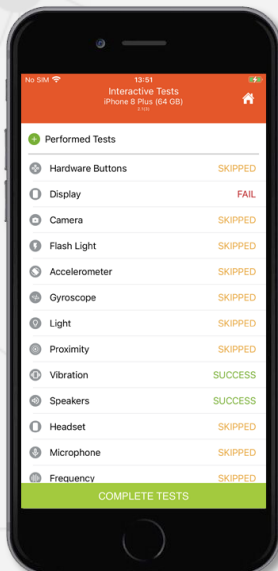 No SIM 13:51
Interactive Tests
iPhone 8 Plus (64 GB)
Performed Tests
Hardware Buttons SKIPPED
Display FAIL
Camera SKIPPED
Flash Light SKIPPED
Accelerometer SKIPPED
Gyroscope SKIPPED
Light SKIPPED
Proximity SKIPPED
Vibration SUCCESS
Speakers SUCCESS
Headset SKIPPED
Microphone SKIPPED
Frequency SKIPPED
COMPLETE TESTS